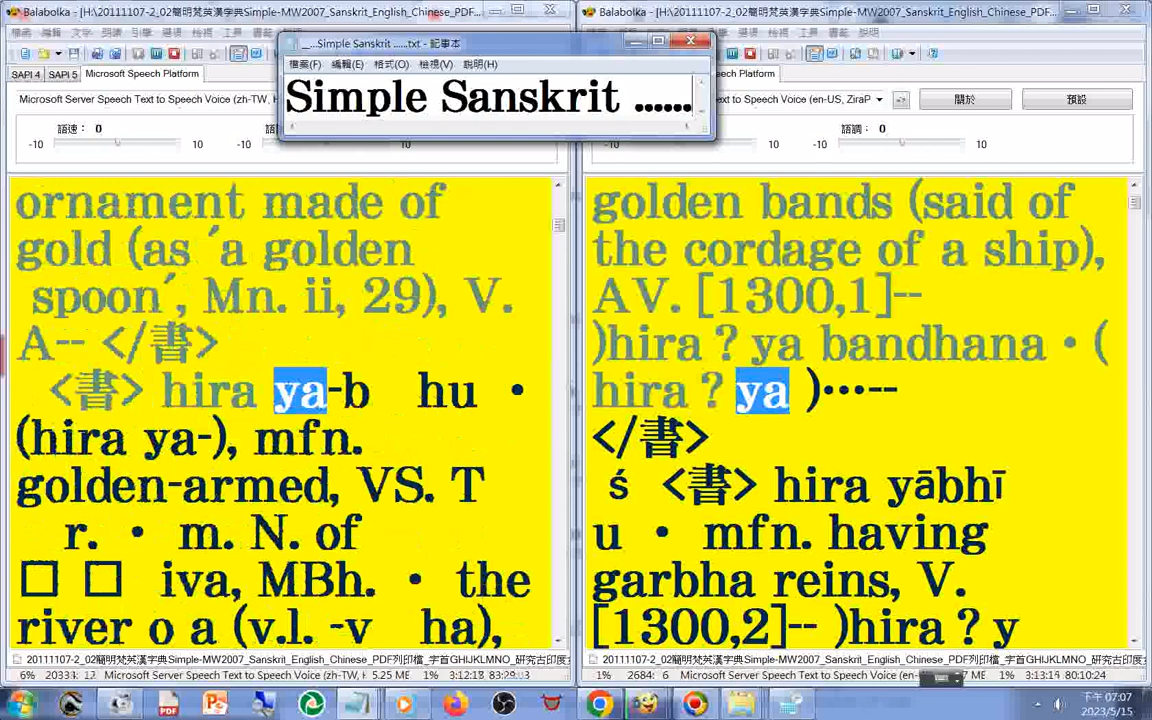 Balabolka - [H:\20111107-2_02簡明梵英漢字典Simple-MW2007_Sanskrit_English_Chinese_PDF...
Balabolka - [H:\20111107-2_02簡明梵英漢字典Simple-MW2007_Sanskrit_English_Chinese_PDF...
__...Simple Sanskrit ......txt - 記事本
檔案(F) 編輯(E) 格式(O) 檢視(V) 說明(H)
Simple Sanskrit ......
SAPI 4 SAPI 5 Microsoft Speech Platform
Microsoft Server Speech Text to Speech Voice (zh-TW, H
語速： 0
-10 10
-10 10
eech Platform
xt to Speech Voice (en-US, ZiraP
關於 預設
10
語調： 0
-10 10
ornament made of
gold (as ´a golden
spoon´, Mn. ii, 29), V.
A-- </書>
<書> hira ya-b hu •
(hira ya-), mfn.
golden-armed, VS. T
r. • m. N. of
□ □ iva, MBh. • the
river o a (v.l. -v ha),
golden bands (said of
the cordage of a ship),
AV. [1300,1]--
)hira ? ya bandhana • (
hira ? ya )•••--
</書>
ś <書> hira yābhī
u • mfn. having
garbha reins, V.
[1300,2]-- )hira ? y
20111107-2_02簡明梵英漢字典Simple-MW2007_Sanskrit_English_Chinese_PDF列印檔_字首GHIJKLMNO_研究古印度
20111107-2_02簡明梵英漢字典Simple-MW2007_Sanskrit_English_Chinese_PDF列印檔_字首GHIJKLMNO_研究古印度
6% 20333: 12 Microsoft Server Speech Text to Speech Voice (zh-TW, 5.25 ME 1% 3:12:18 83:29:03
1% 2684: 6 Microsoft Server Speech Text to Speech Voice ME 1% 3:13:19 80:10:24
下午 07:07
2023/5/15